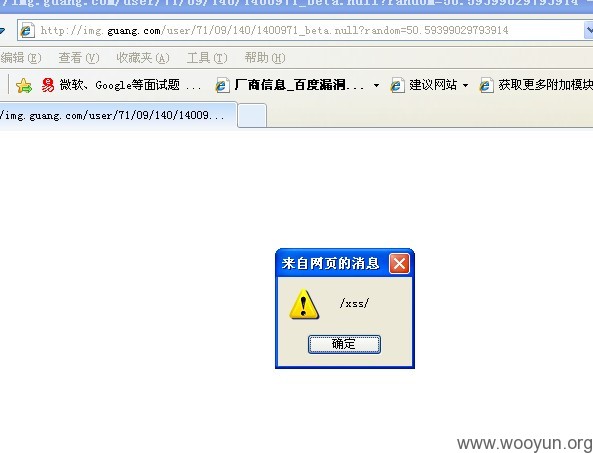 /img.guang.com/user/71/09/140/1400971_beta.null?random=50.59399029793914
http://img.guang.com/user/71/09/140/1400971_beta.null?random=50.59399029793914
编辑(E) 查看(V) 收藏夹(A) 工具(T) 帮助(H)
易 微软、Google等面试题 ... 厂商信息_百度漏洞... 建议网站 获取更多附加模块
/img.guang.com/user/71/09/140/14009...
来自网页的消息
/xss/
确定
www.wooyun.org